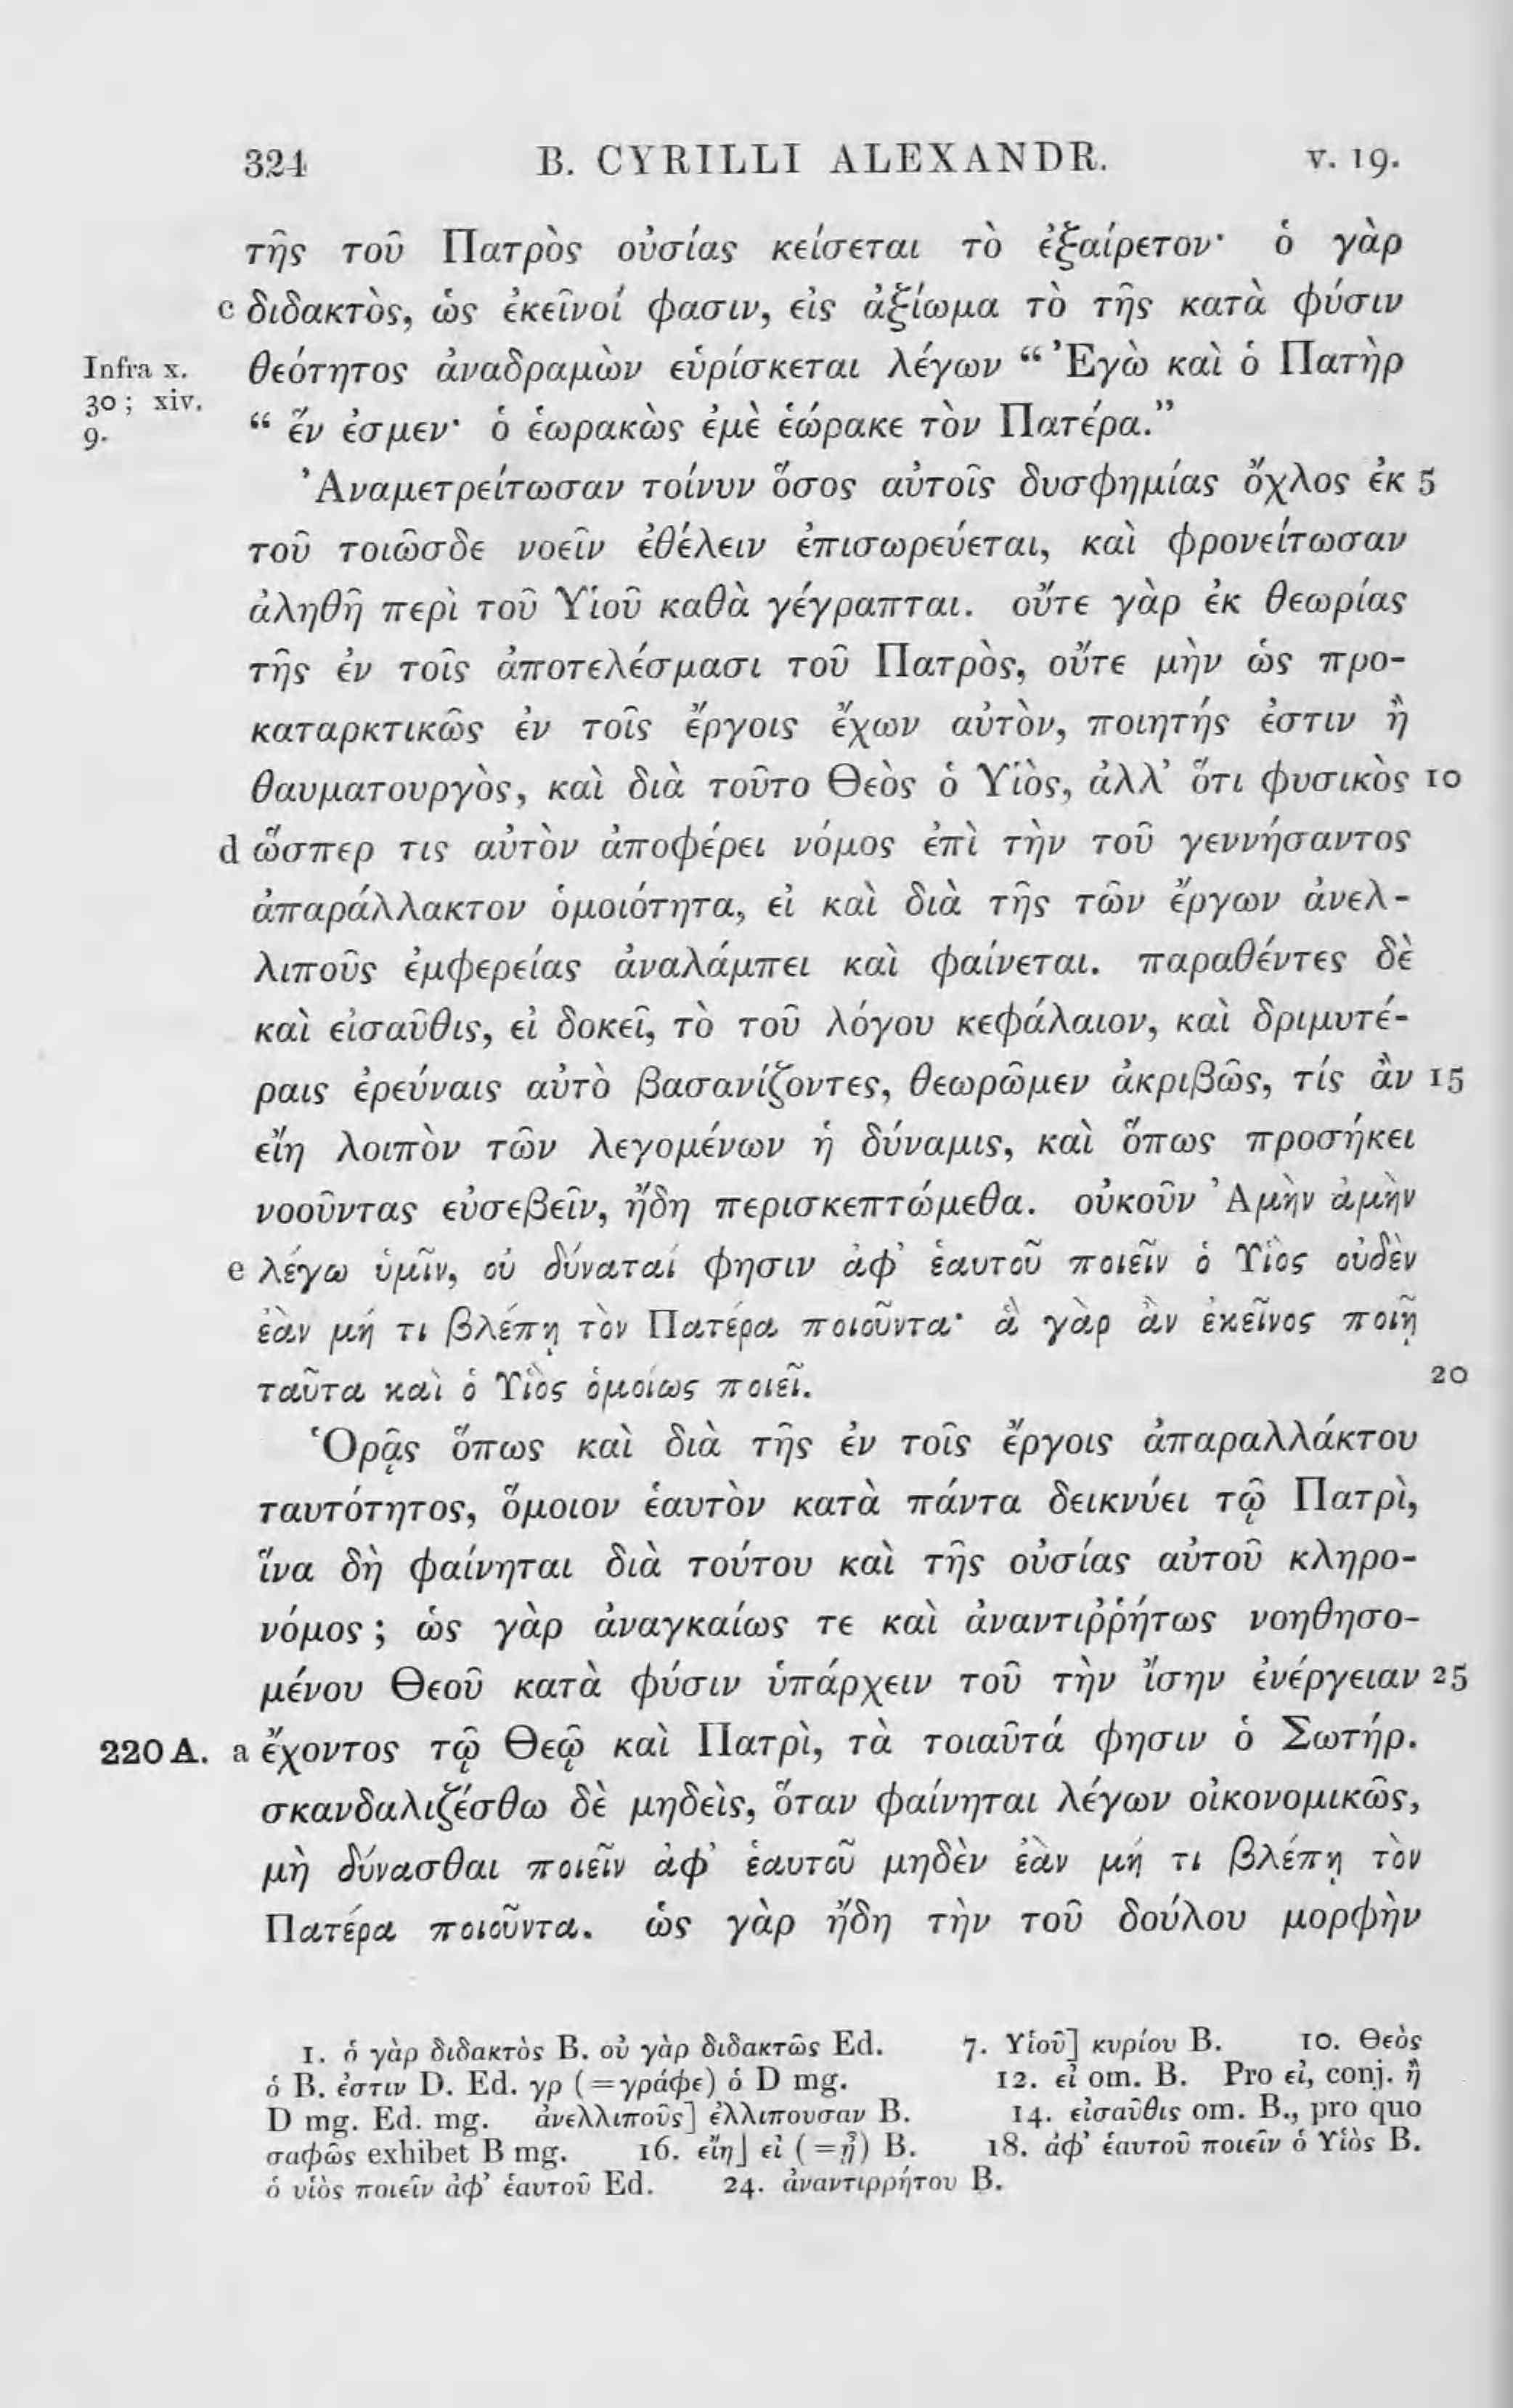 324 B. CYRILLI ALEXANDR. V. 19.
τῆς τοῦ Πατρὸς οὐσίας κείσεται τὸ ἐξαίρετον· ὁ γὰρ
c διδακτὸς, ὡς ἐκεῖνοί φασιν, εἰς ἀξίωμα τὸ τῆς κατὰ φύσιν
Infra x. θεότητος ἀναδραμὼν εὑρίσκεται λέγων “ Ἐγὼ καὶ ὁ Πατὴρ
30 ; xiv.
9. “ ἕν ἐσμεν· ὁ ἑωρακὼς ἐμὲ ἑώρακε τὸν Πατέρα.”
Ἀναμετρείτωσαν τοίνυν ὅσος αὐτοῖς δυσφημίας ὄχλος ἐκ 5
τοῦ τοιῶσδε νοεῖν ἐθέλειν ἐπισωρεύεται, καὶ φρονείτωσαν
ἀληθῆ περὶ τοῦ Υἱοῦ καθὰ γέγραπται. οὔτε γὰρ ἐκ θεωρίας
τῆς ἐν τοῖς ἀποτελέσμασι τοῦ Πατρὸς, οὔτε μὴν ὡς προ-
καταρκτικῶς ἐν τοῖς ἔργοις ἔχων αὐτὸν, ποιητής ἐστιν ἢ
θαυματουργὸς, καὶ διὰ τοῦτο Θεὸς ὁ Υἱὸς, ἀλλ’ ὅτι φυσικὸς 10
d ὥσπερ τις αὐτὸν ἀποφέρει νόμος ἐπὶ τὴν τοῦ γεννήσαντος
ἀπαράλλακτον ὁμοιότητα, εἰ καὶ διὰ τῆς τῶν ἔργων ἀνελ-
λιποῦς ἐμφερείας ἀναλάμπει καὶ φαίνεται. παραθέντες δὲ
καὶ εἰσαῦθις, εἰ δοκεῖ, τὸ τοῦ λόγου κεφάλαιον, καὶ δριμυτέ-
ραις ἐρεύναις αὐτὸ βασανίζοντες, θεωρῶμεν ἀκριβῶς, τίς ἂν 15
εἴη λοιπὸν τῶν λεγομένων ἡ δύναμις, καὶ ὅπως προσήκει
νοοῦντας εὐσεβεῖν, ἤδη περισκεπτώμεθα. οὐκοῦν Ἀμὴν ἀμὴν
e λέγω ὑμῖν, οὐ δύναταί φησιν ἀφ’ ἑαυτοῦ ποιεῖν ὁ Υἱὸς οὐδὲν
ἐὰν μή τι βλέπῃ τὸν Πατέρα ποιοῦντα· ἃ γὰρ ἂν ἐκεῖνος ποιῇ
ταῦτα καὶ ὁ Υἱὸς ὁμοίως ποιεῖ. 20
Ὁρᾷς ὅπως καὶ διὰ τῆς ἐν τοῖς ἔργοις ἀπαραλλάκτου
ταυτότητος, ὅμοιον ἑαυτὸν κατὰ πάντα δεικνύει τῷ Πατρὶ,
ἵνα δὴ φαίνηται διὰ τούτου καὶ τῆς οὐσίας αὐτοῦ κληρο-
νόμος ; ὡς γὰρ ἀναγκαίως τε καὶ ἀναντιῤῥήτως νοηθησο-
μένου Θεοῦ κατὰ φύσιν ὑπάρχειν τοῦ τὴν ἴσην ἐνέργειαν 25
220 A. a ἔχοντος τῷ Θεῷ καὶ Πατρὶ, τὰ τοιαῦτά φησιν ὁ Σωτήρ.
σκανδαλιζέσθω δὲ μηδεὶς, ὅταν φαίνηται λέγων οἰκονομικῶς,
μὴ δύνασθαι ποιεῖν ἀφ’ ἑαυτοῦ μηδὲν ἐὰν μή τι βλέπῃ τὸν
Πατέρα ποιοῦντα. ὡς γὰρ ἤδη τὴν τοῦ δούλου μορφὴν
1. ὁ γὰρ διδακτὸς B. οὐ γὰρ διδακτῶς Ed. 7. Υἱοῦ] κυρίου B. 10. Θεὸς
ὁ B. ἐστιν D. Ed. γρ (=γράφε) ὁ D mg. 12. εἰ om. B. Pro εἰ, conj. ἢ
D mg. Ed. mg. ἀνελλιποῦς] ἐλλιπουσαν B. 14. εἰσαῦθις om. B., pro quo
σαφῶς exhibet B mg. 16. εἴη] εἰ (=ᾖ) B. 18. ἀφ’ ἑαυτοῦ ποιεῖν ὁ Υἱὸς B.
ὁ υἱὸς ποιεῖν ἀφ’ ἑαυτοῦ Ed. 24. ἀναντιρρήτου B.